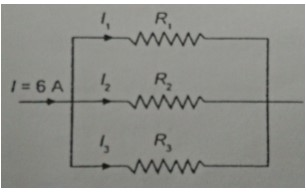 I₁ R₁
I = 6 A I₂ R₂
I₃ R₃